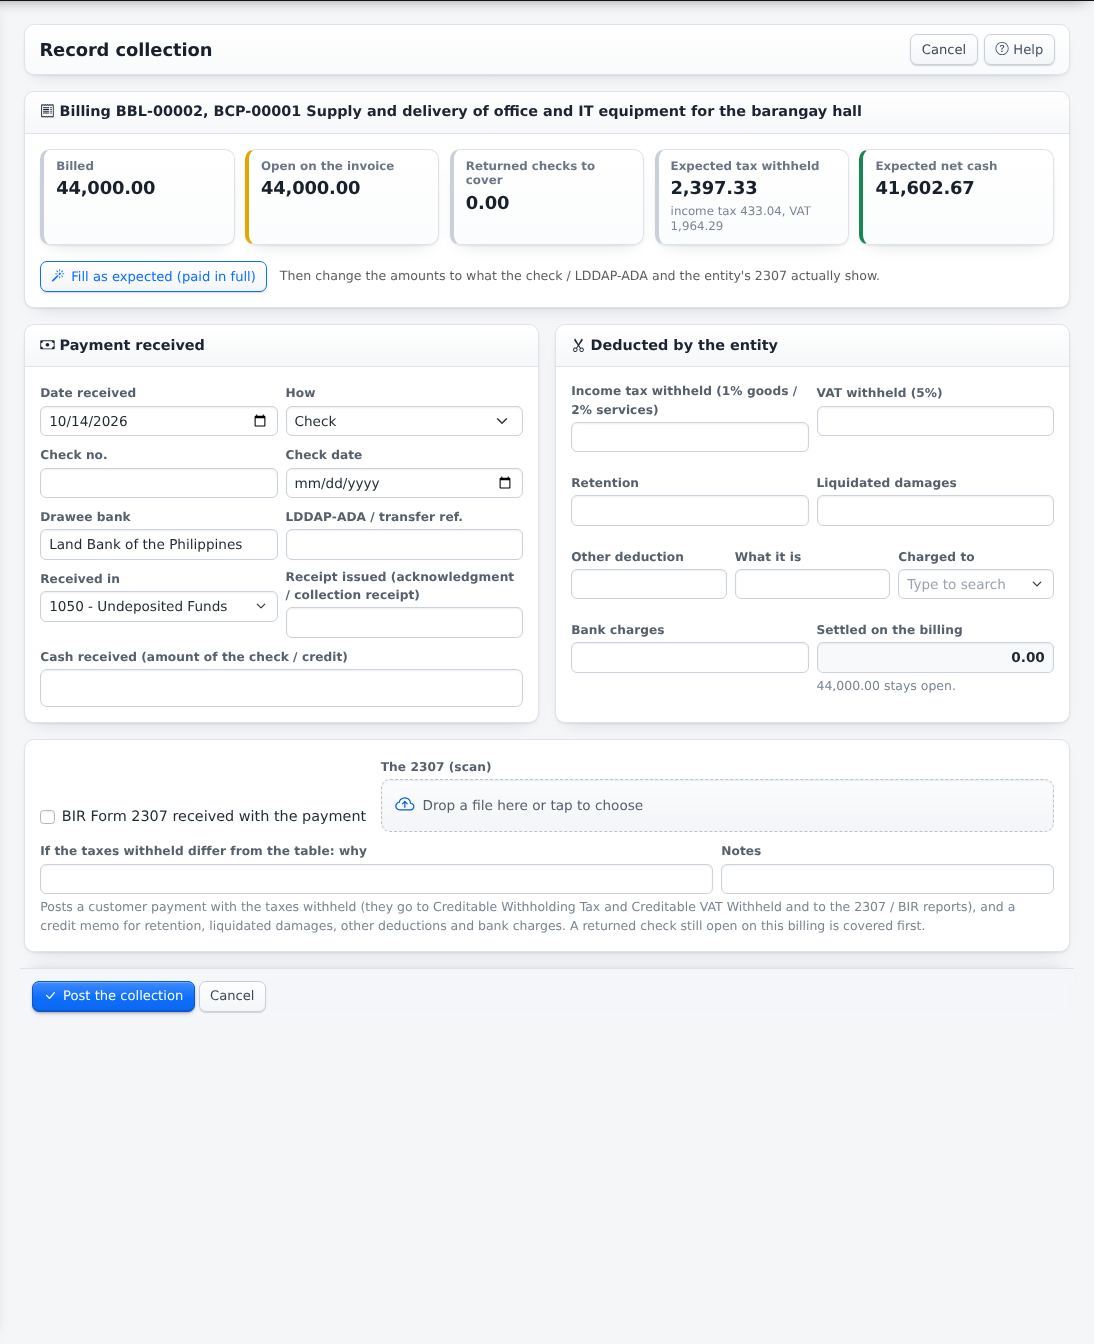 Record collection
Cancel
Help
Billing BBL-00002, BCP-00001 Supply and delivery of office and IT equipment for the barangay hall
Billed
44,000.00
Open on the invoice
44,000.00
Returned checks to
cover
0.00
Expected tax withheld
2,397.33
income tax 433.04, VAT
1,964.29
Expected net cash
41,602.67
Fill as expected (paid in full)
Then change the amounts to what the check / LDDAP-ADA and the entity's 2307 actually show.
Payment received
Date received
How
10/14/2026
Check
Check no.
Check date
mm/dd/yyyy
Drawee bank
LDDAP-ADA / transfer ref.
Land Bank of the Philippines
Received in
Receipt issued (acknowledgment
/ collection receipt)
1050 - Undeposited Funds
Cash received (amount of the check / credit)
Deducted by the entity
Income tax withheld (1% goods /
2% services)
VAT withheld (5%)
Retention
Liquidated damages
Other deduction
What it is
Charged to
Type to search
Bank charges
Settled on the billing
0.00
44,000.00 stays open.
The 2307 (scan)
BIR Form 2307 received with the payment
Drop a file here or tap to choose
If the taxes withheld differ from the table: why
Notes
Posts a customer payment with the taxes withheld (they go to Creditable Withholding Tax and Creditable VAT Withheld and to the 2307 / BIR reports), and a
credit memo for retention, liquidated damages, other deductions and bank charges. A returned check still open on this billing is covered first.
Post the collection
Cancel